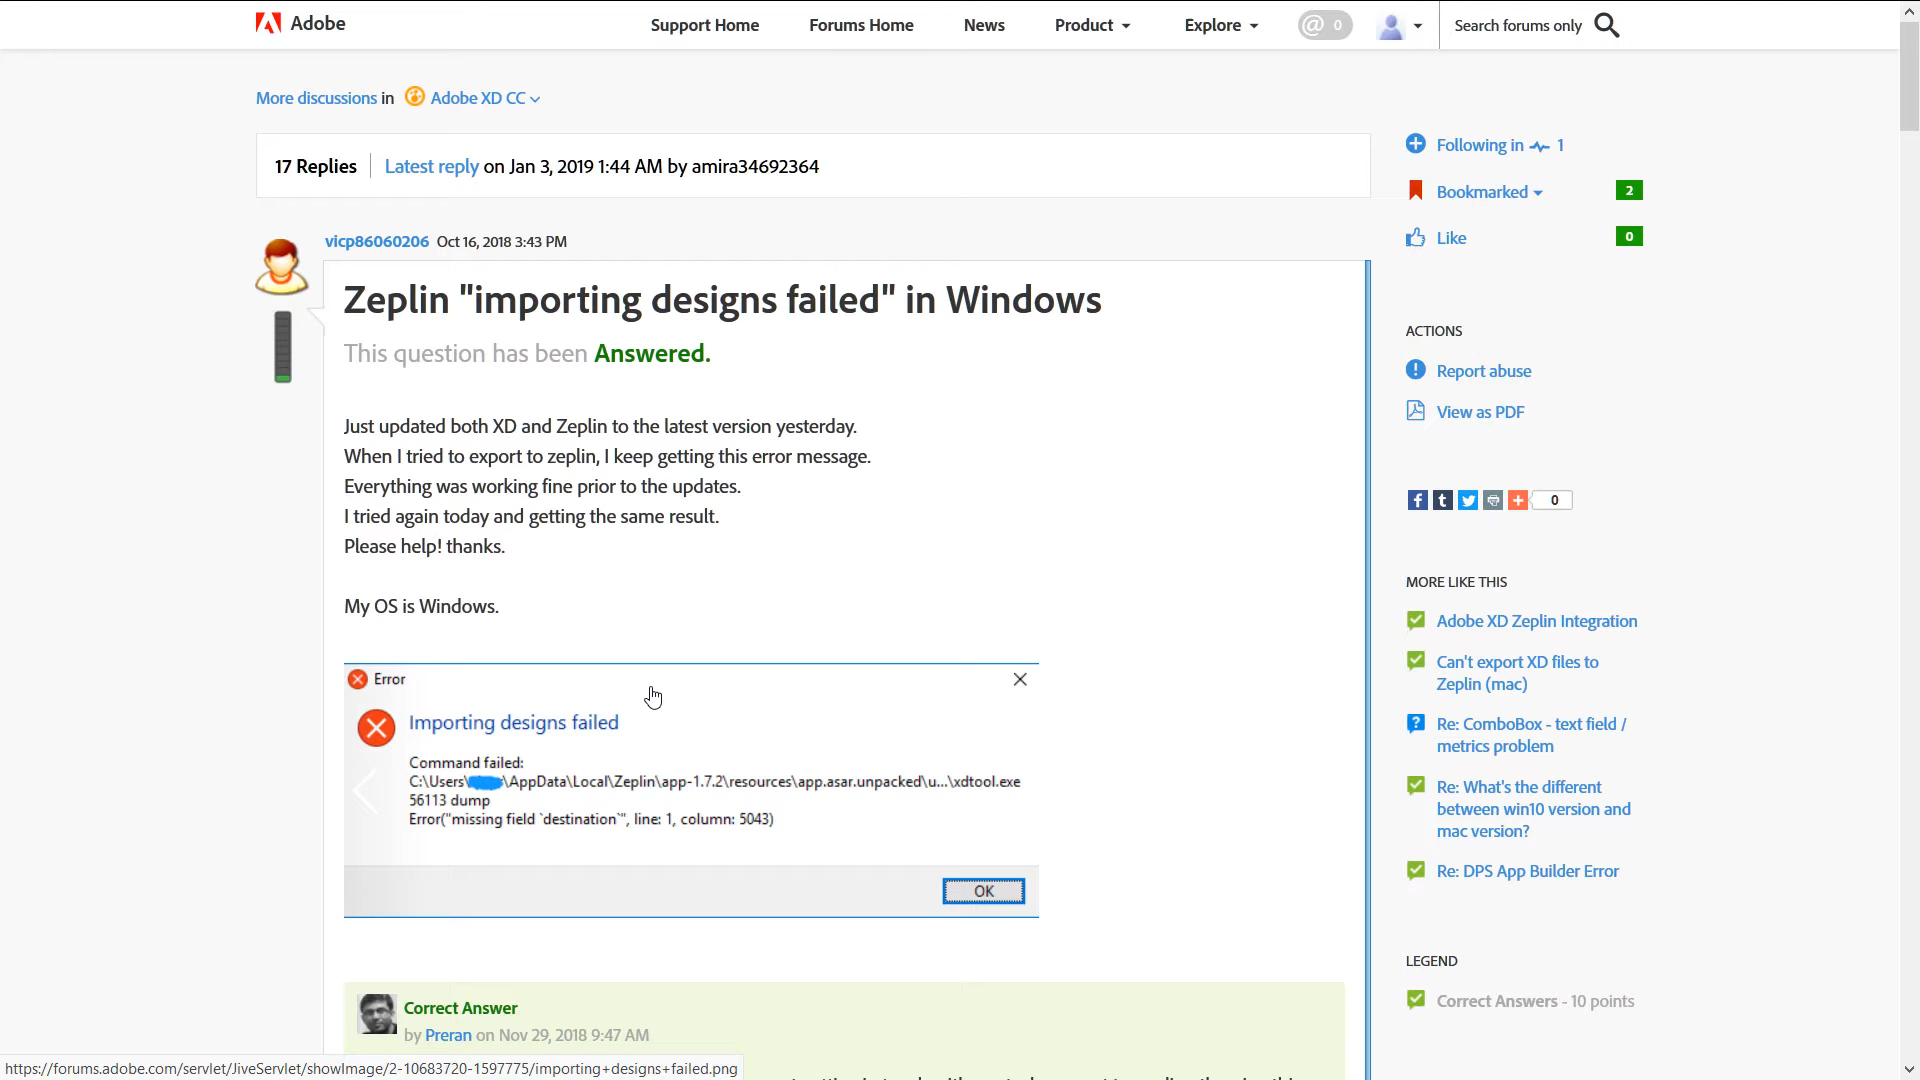 Adobe
Support Home
Forums Home
News
Product
Explore
@ 0
Search forums only
More discussions in Adobe XD CC
17 Replies
Latest reply on Jan 3, 2019 1:44 AM by amira34692364
vicp86060206 Oct 16, 2018 3:43 PM
Zeplin "importing designs failed" in Windows
This question has been Answered.
Just updated both XD and Zeplin to the latest version yesterday.
When I tried to export to zeplin, I keep getting this error message.
Everything was working fine prior to the updates.
I tried again today and getting the same result.
Please help! thanks.
My OS is Windows.
Error
Importing designs failed
Command failed:
C:\Users\ \AppData\Local\Zeplin\app-1.7.2\resources\app.asar.unpacked\u...\xdtool.exe
56113 dump
Error("missing field `destination`", line: 1, column: 5043)
OK
Correct Answer
by Preran on Nov 29, 2018 9:47 AM
https://forums.adobe.com/servlet/JiveServlet/showImage/2-10683720-1597775/importing+designs+failed.png
Following in 1
Bookmarked 2
Like 0
ACTIONS
Report abuse
View as PDF
f t 0
MORE LIKE THIS
Adobe XD Zeplin Integration
Can't export XD files to
Zeplin (mac)
Re: ComboBox - text field /
metrics problem
Re: What's the different
between win10 version and
mac version?
Re: DPS App Builder Error
LEGEND
Correct Answers - 10 points